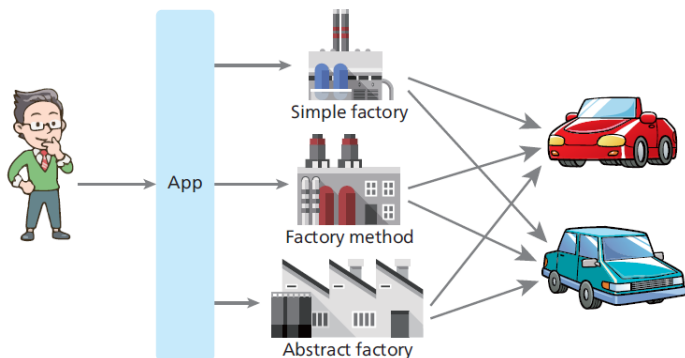 Simple factory
App
Factory method
Abstract factory